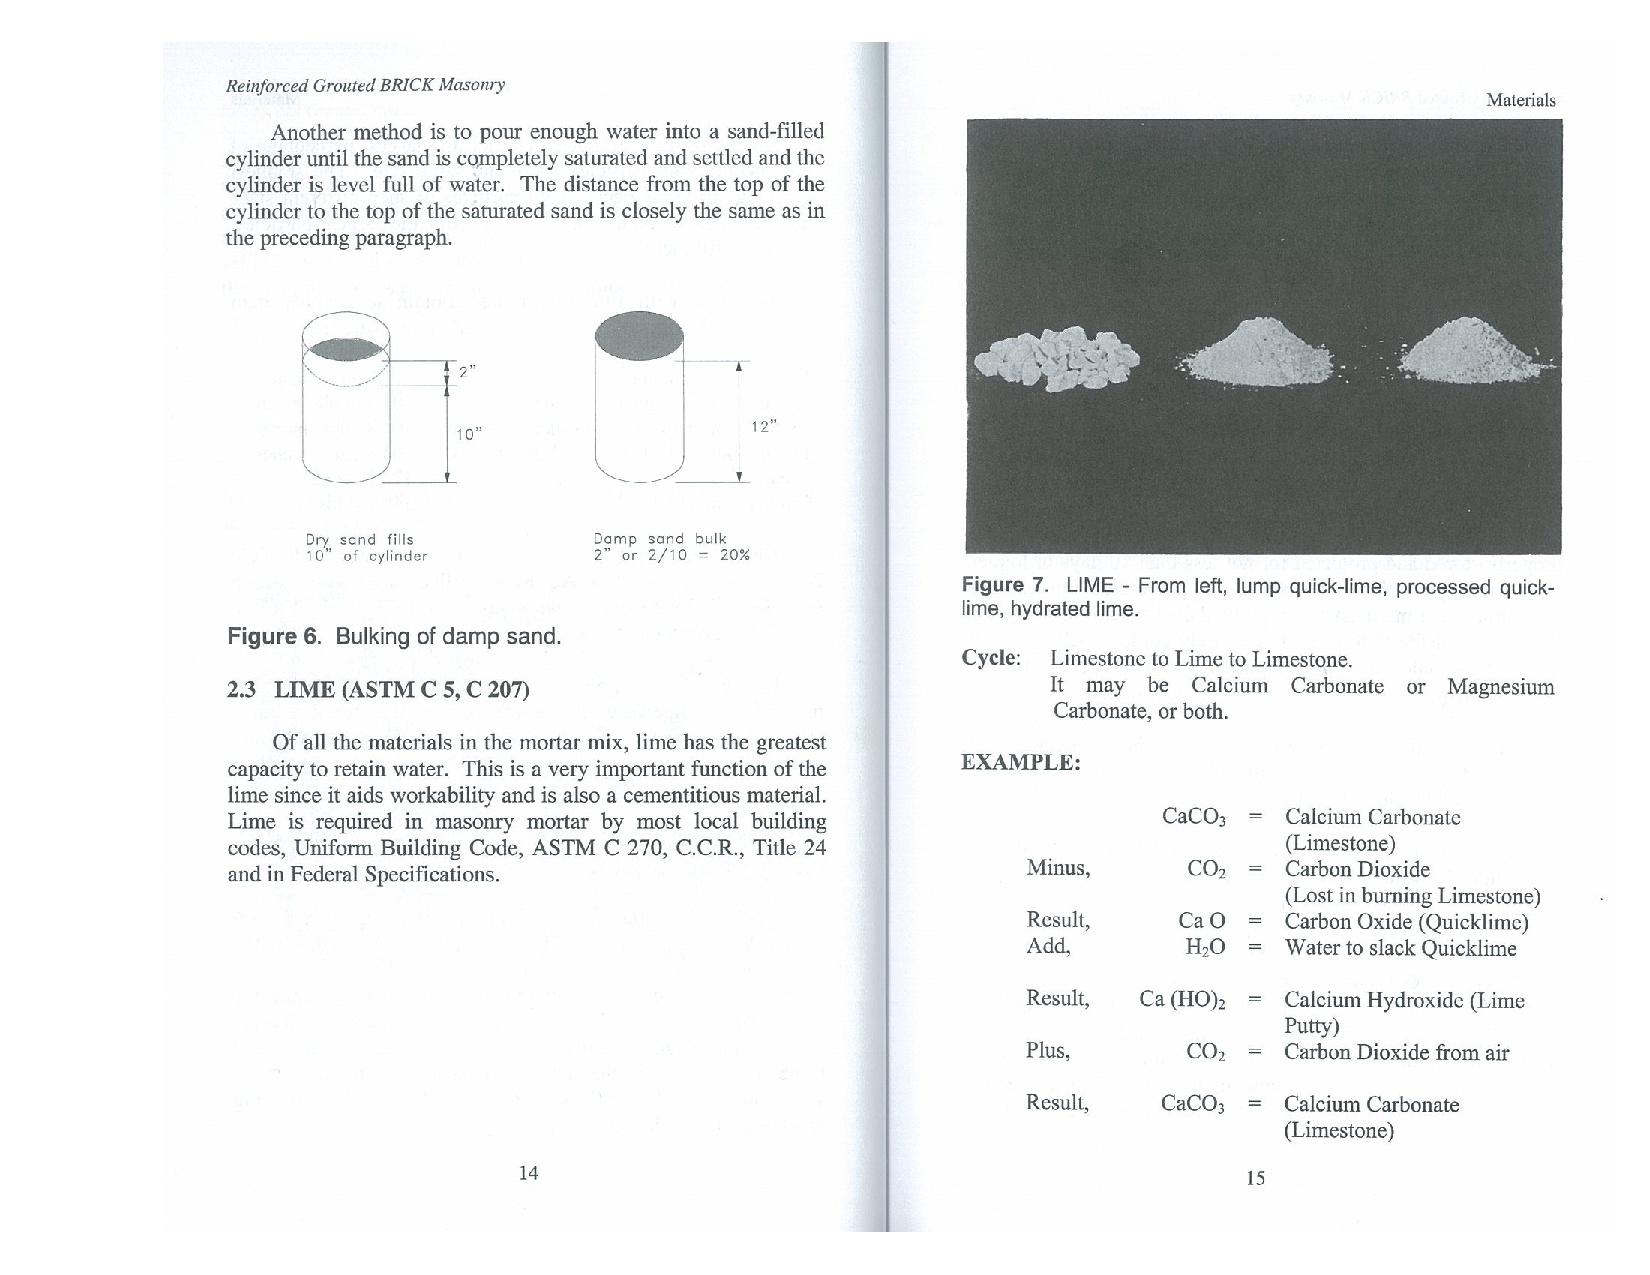 Reinforced Grouted BRICK Masonry
Another method is to pour enough water into a sand-filled
cylinder until the sand is completely saturated and settled and the
cylinder is level full of water. The distance from the top of the
cylinder to the top of the saturated sand is closely the same as in
the preceding paragraph.
2"
10"
12"
Dry sand fills
10" of cylinder
Damp sand bulk
2" or 2/10 = 20%
Figure 6. Bulking of damp sand.
2.3 LIME (ASTM C 5, C 207)
Of all the materials in the mortar mix, lime has the greatest
capacity to retain water. This is a very important function of the
lime since it aids workability and is also a cementitious material.
Lime is required in masonry mortar by most local building
codes, Uniform Building Code, ASTM C 270, C.C.R., Title 24
and in Federal Specifications.
14
Materials
Figure 7. LIME - From left, lump quick-lime, processed quick-
lime, hydrated lime.
Cycle: Limestone to Lime to Limestone.
It may be Calcium Carbonate or Magnesium
Carbonate, or both.
EXAMPLE:
CaCO₃ = Calcium Carbonate
(Limestone)
Minus, CO₂ = Carbon Dioxide
(Lost in burning Limestone)
Result, Ca O = Carbon Oxide (Quicklime)
Add, H₂O = Water to slack Quicklime
Result, Ca (HO)₂ = Calcium Hydroxide (Lime
Putty)
Plus, CO₂ = Carbon Dioxide from air
Result, CaCO₃ = Calcium Carbonate
(Limestone)
15